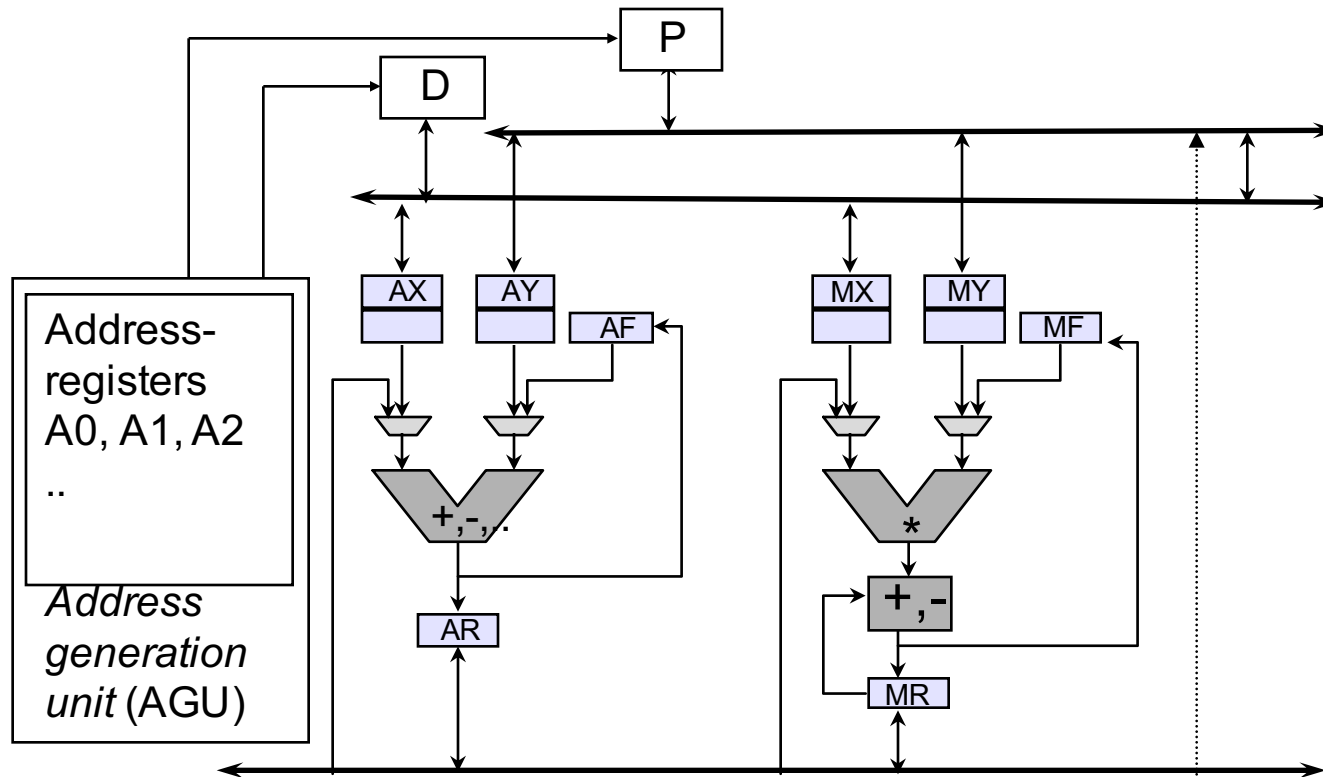 P
D
AX
AY
AF
MX
MY
MF
Address-
registers
A0, A1, A2
..
+,-,..
*
+,-
Address
generation
unit (AGU)
AR
MR